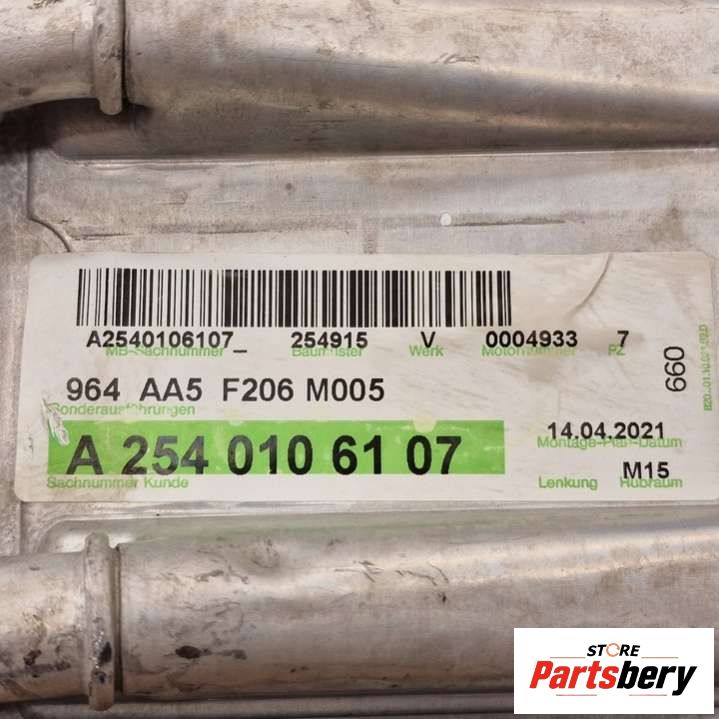 A2540106107_ 254915 V 0004933 7
MB-Sachnummer Baumuster Werk Motornummer PZ
964 AA5 F206 M005
Sonderausführungen
14.04.2021
Montage-Plan-Datum
A 254 010 61 07
Sachnummer Kunde
M15
Lenkung Hubraum
660
STORE
Partsbery